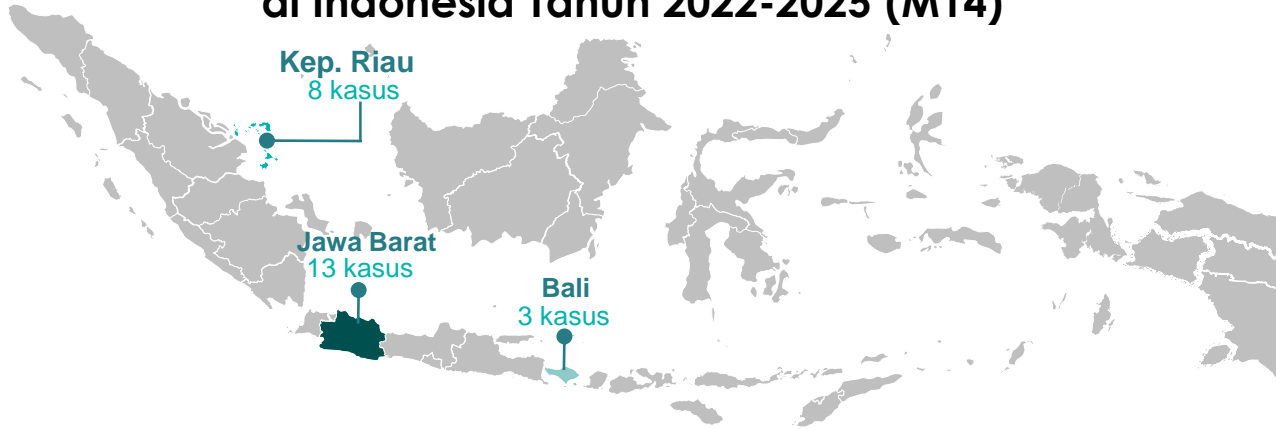 di Indonesia Tahun 2022-2025 (M14)
Kep. Riau
8 kasus
Jawa Barat
13 kasus
Bali
3 kasus